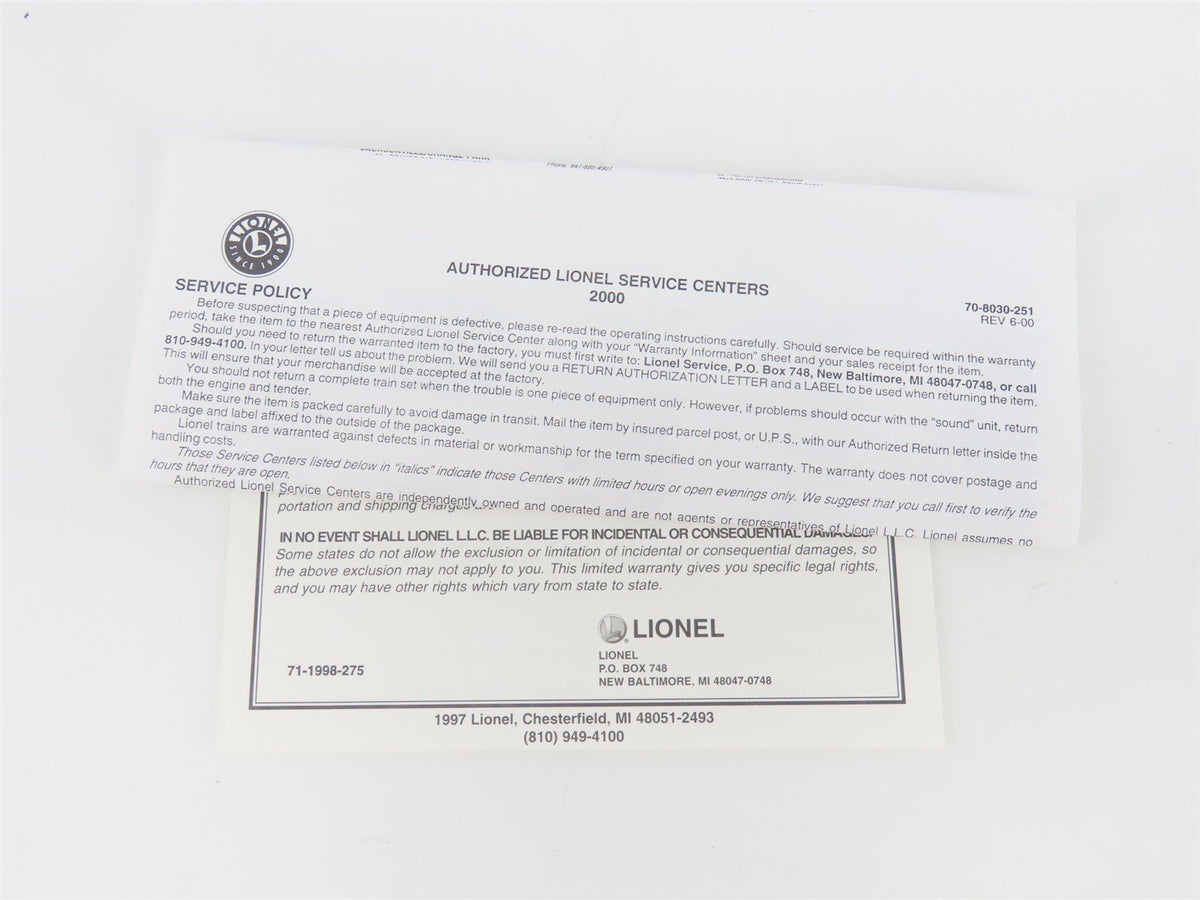 Phone 847-895-4907
LIONEL
SINCE 1900
L
AUTHORIZED LIONEL SERVICE CENTERS
2000
70-8030-251
REV 6-00
SERVICE POLICY
Before suspecting that a piece of equipment is defective, please re-read the operating instructions carefully. Should service be required within the warranty
period, take the item to the nearest Authorized Lionel Service Center along with your "Warranty Information" sheet and your sales receipt for the item.
Should you need to return the warranted item to the factory, you must first write to: Lionel Service, P.O. Box 748, New Baltimore, MI 48047-0748, or call
810-949-4100. In your letter tell us about the problem. We will send you a RETURN AUTHORIZATION LETTER and a LABEL to be used when returning the item.
This will ensure that your merchandise will be accepted at the factory.
You should not return a complete train set when the trouble is one piece of equipment only. However, if problems should occur with the "sound" unit, return
both the engine and tender.
Make sure the item is packed carefully to avoid damage in transit. Mail the item by insured parcel post, or U.P.S., with our Authorized Return letter inside the
package and label affixed to the outside of the package.
Lionel trains are warranted against defects in material or workmanship for the term specified on your warranty. The warranty does not cover postage and
handling costs.
Those Service Centers listed below in "italics" indicate those Centers with limited hours or open evenings only. We suggest that you call first to verify the
hours that they are open.
Authorized Lionel Service Centers are independently owned and operated and are not agents or representatives of Lionel L.L.C. Lionel assumes no
portation and shipping charges
IN NO EVENT SHALL LIONEL L.L.C. BE LIABLE FOR INCIDENTAL OR CONSEQUENTIAL DAMAGES.
Some states do not allow the exclusion or limitation of incidental or consequential damages, so
the above exclusion may not apply to you. This limited warranty gives you specific legal rights,
and you may have other rights which vary from state to state.
L LIONEL
LIONEL
P.O. BOX 748
NEW BALTIMORE, MI 48047-0748
71-1998-275
1997 Lionel, Chesterfield, MI 48051-2493
(810) 949-4100